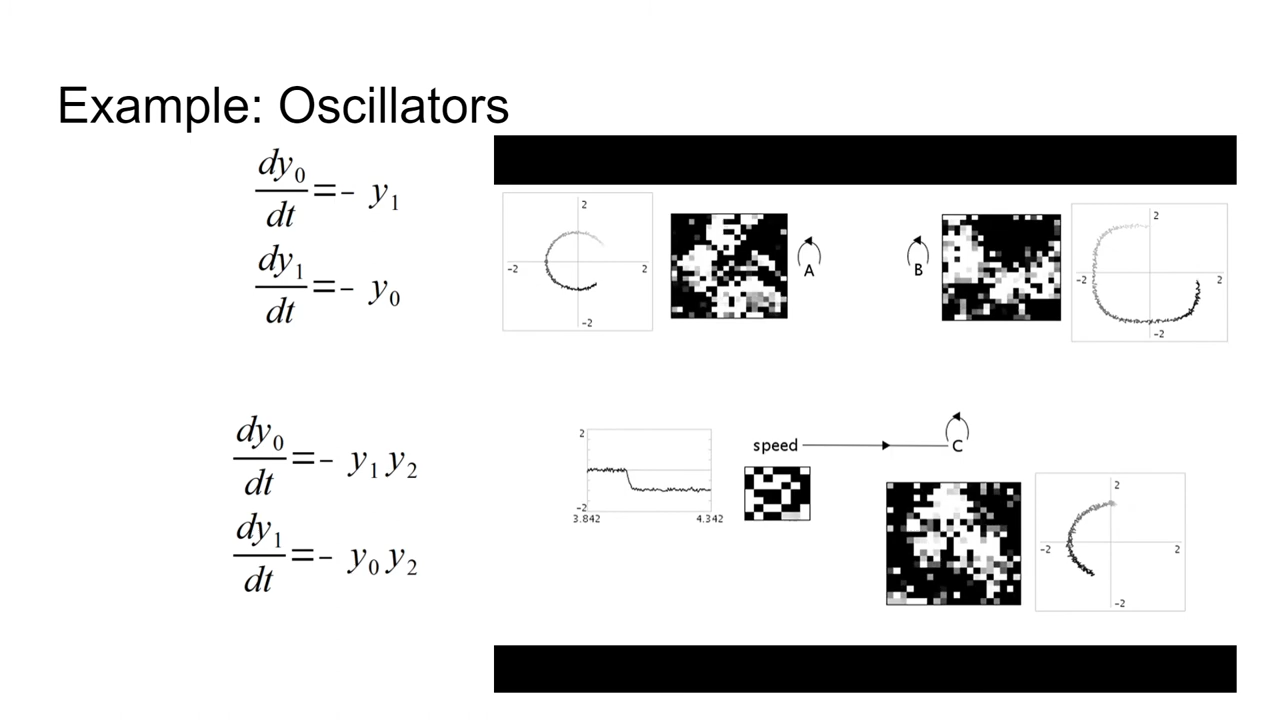 Example: Oscillators
dy₀/dt = - y₁
dy₁/dt = - y₀
2
-2 2
-2
A
B
2
-2 2
-2
dy₀/dt = - y₁ y₂
dy₁/dt = - y₀ y₂
2
-2
3.842 4.342
speed
C
2
-2 2
-2